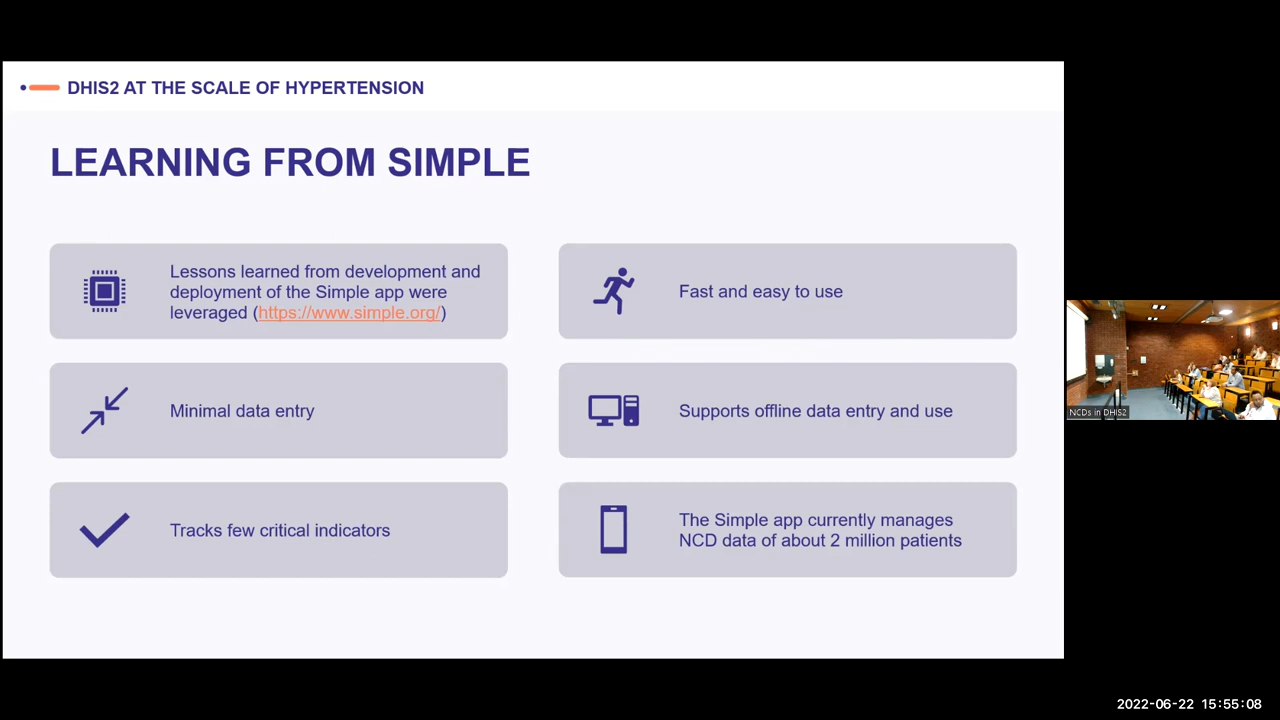 DHIS2 AT THE SCALE OF HYPERTENSION
LEARNING FROM SIMPLE
Lessons learned from development and
deployment of the Simple app were
leveraged (https://www.simple.org/)
Fast and easy to use
Minimal data entry
Supports offline data entry and use
Tracks few critical indicators
The Simple app currently manages
NCD data of about 2 million patients
NCDs in DHIS2
2022-06-22 15:55:08